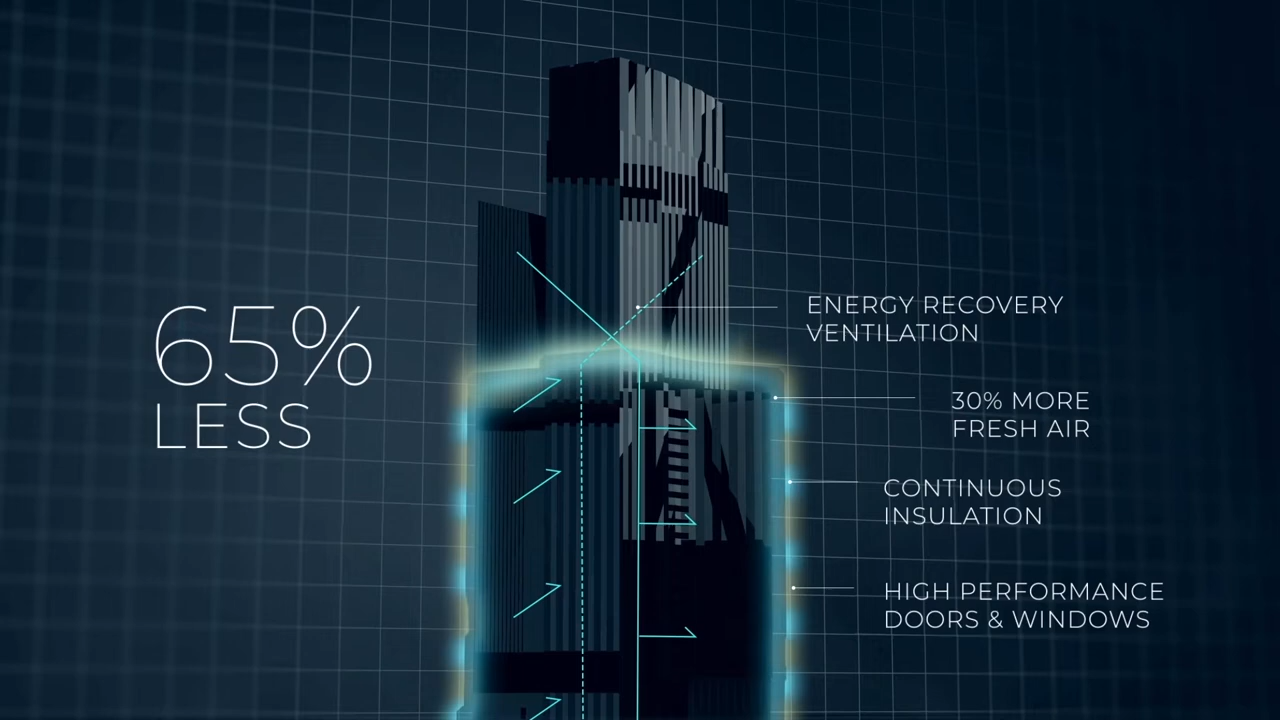 65%
LESS
ENERGY RECOVERY
VENTILATION
30% MORE
FRESH AIR
CONTINUOUS
INSULATION
HIGH PERFORMANCE
DOORS & WINDOWS